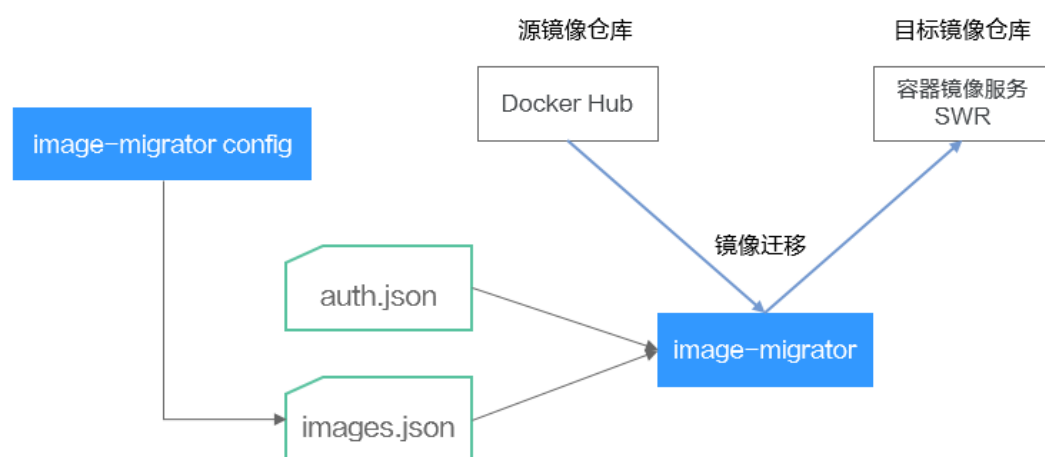 源镜像仓库
目标镜像仓库
Docker Hub
容器镜像服务
SWR
image-migrator config
镜像迁移
auth.json
image-migrator
images.json